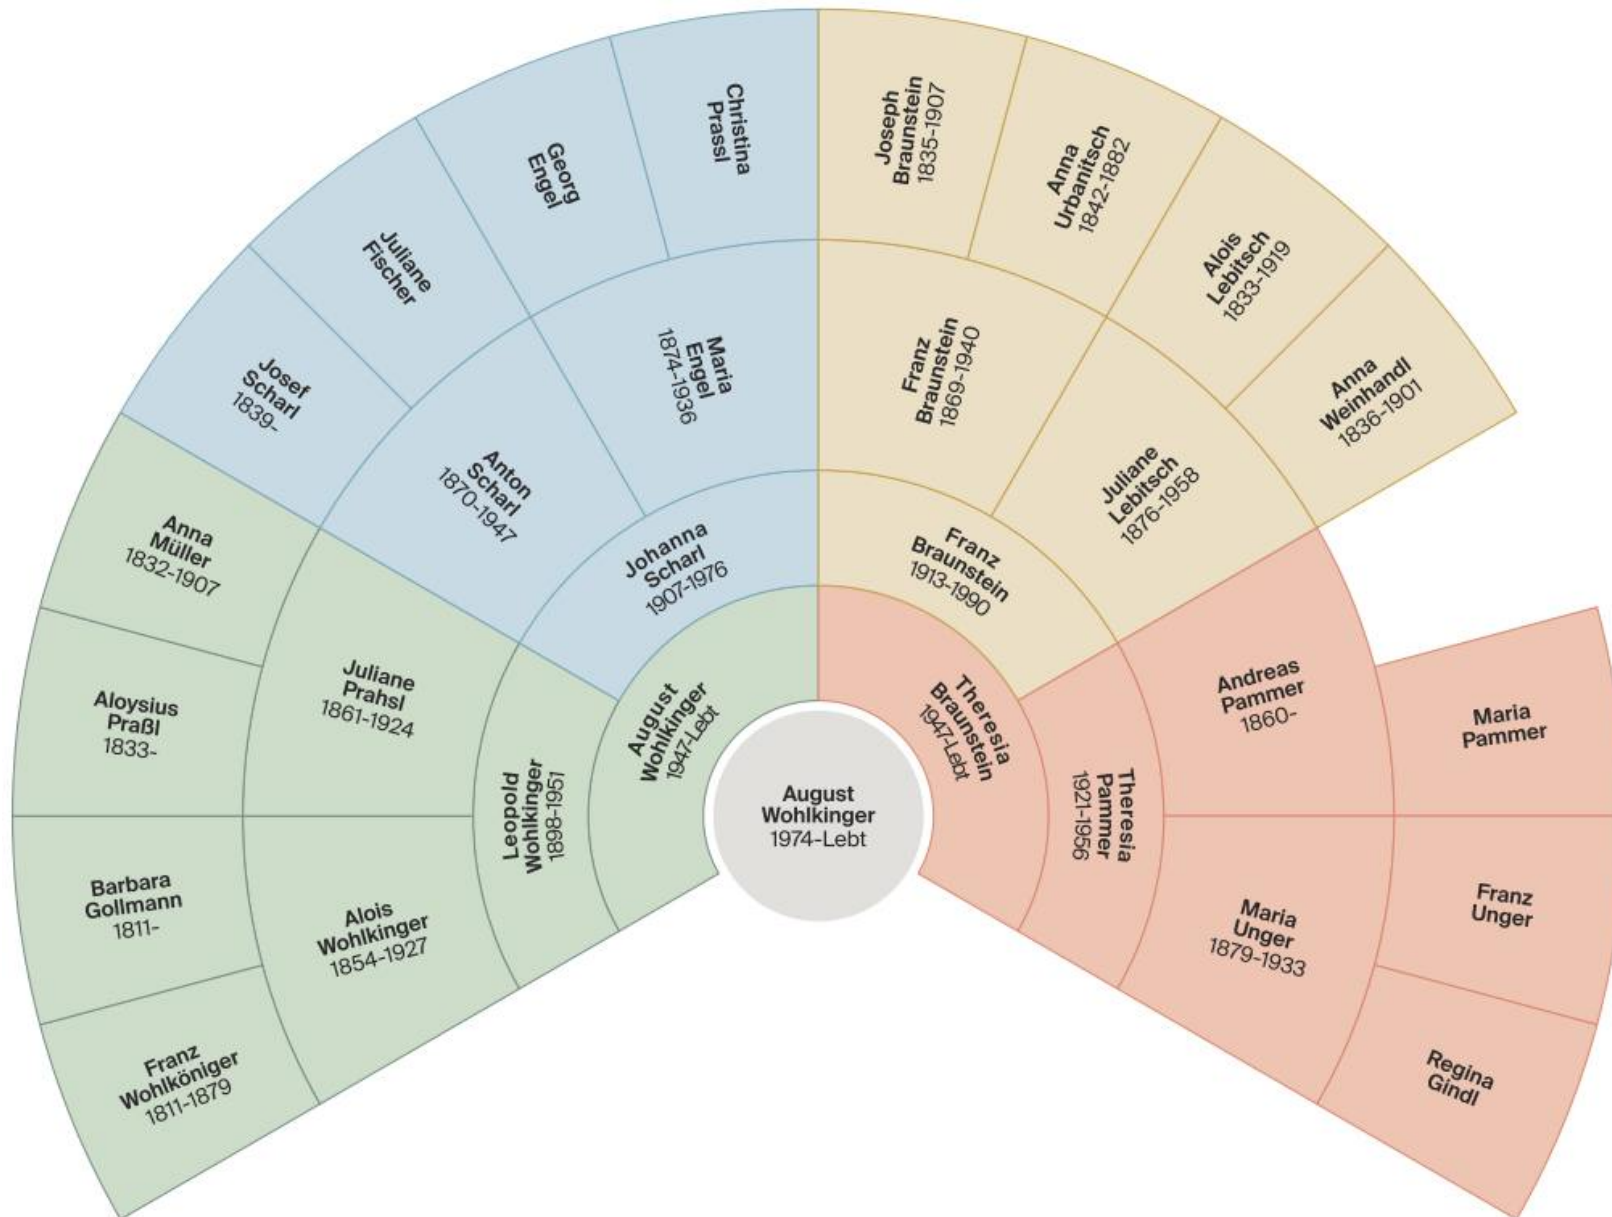 August
Wohlkinger
1974-Lebt
August
Wohlkinger
1947-Lebt
Theresia
Braunstein
1947-Lebt
Leopold
Wohlkinger
1898-1951
Johanna
Scharl
1907-1976
Franz
Braunstein
1913-1990
Theresia
Pammer
1921-1956
Alois
Wohlkinger
1854-1927
Juliane
Prahsl
1861-1924
Anton
Scharl
1870-1947
Maria
Engel
1874-1936
Franz
Braunstein
1869-1940
Juliane
Lebitsch
1876-1958
Andreas
Pammer
1860-
Maria
Unger
1879-1933
Franz
Wohlköniger
1811-1879
Barbara
Gollmann
1811-
Aloysius
Praßl
1833-
Anna
Müller
1832-1907
Josef
Scharl
1839-
Juliane
Fischer
Georg
Engel
Christina
Prassl
Joseph
Braunstein
1835-1907
Anna
Urbanitsch
1842-1882
Alois
Lebitsch
1833-1919
Anna
Weinhandl
1836-1901
Maria
Pammer
Franz
Unger
Regina
Gindl